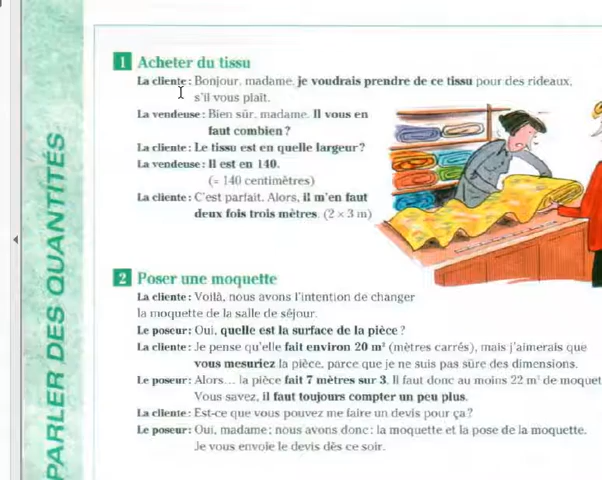 PARLER DES QUANTITÉS
1 Acheter du tissu
La cliente : Bonjour, madame, je voudrais prendre de ce tissu pour des rideaux,
s'il vous plaît.
La vendeuse : Bien sûr, madame. Il vous en
faut combien ?
La cliente : Le tissu est en quelle largeur ?
La vendeuse : Il est en 140.
(= 140 centimètres)
La cliente : C'est parfait. Alors, il m'en faut
deux fois trois mètres. (2 × 3 m)
2 Poser une moquette
La cliente : Voilà, nous avons l'intention de changer
la moquette de la salle de séjour.
Le poseur : Oui, quelle est la surface de la pièce ?
La cliente : Je pense qu'elle fait environ 20 m² (mètres carrés), mais j'aimerais que
vous mesuriez la pièce, parce que je ne suis pas sûre des dimensions.
Le poseur : Alors... la pièce fait 7 mètres sur 3. Il faut donc au moins 22 m² de moquet
Vous savez, il faut toujours compter un peu plus.
La cliente : Est-ce que vous pouvez me faire un devis pour ça ?
Le poseur : Oui, madame ; nous avons donc : la moquette et la pose de la moquette.
Je vous envoie le devis dès ce soir.